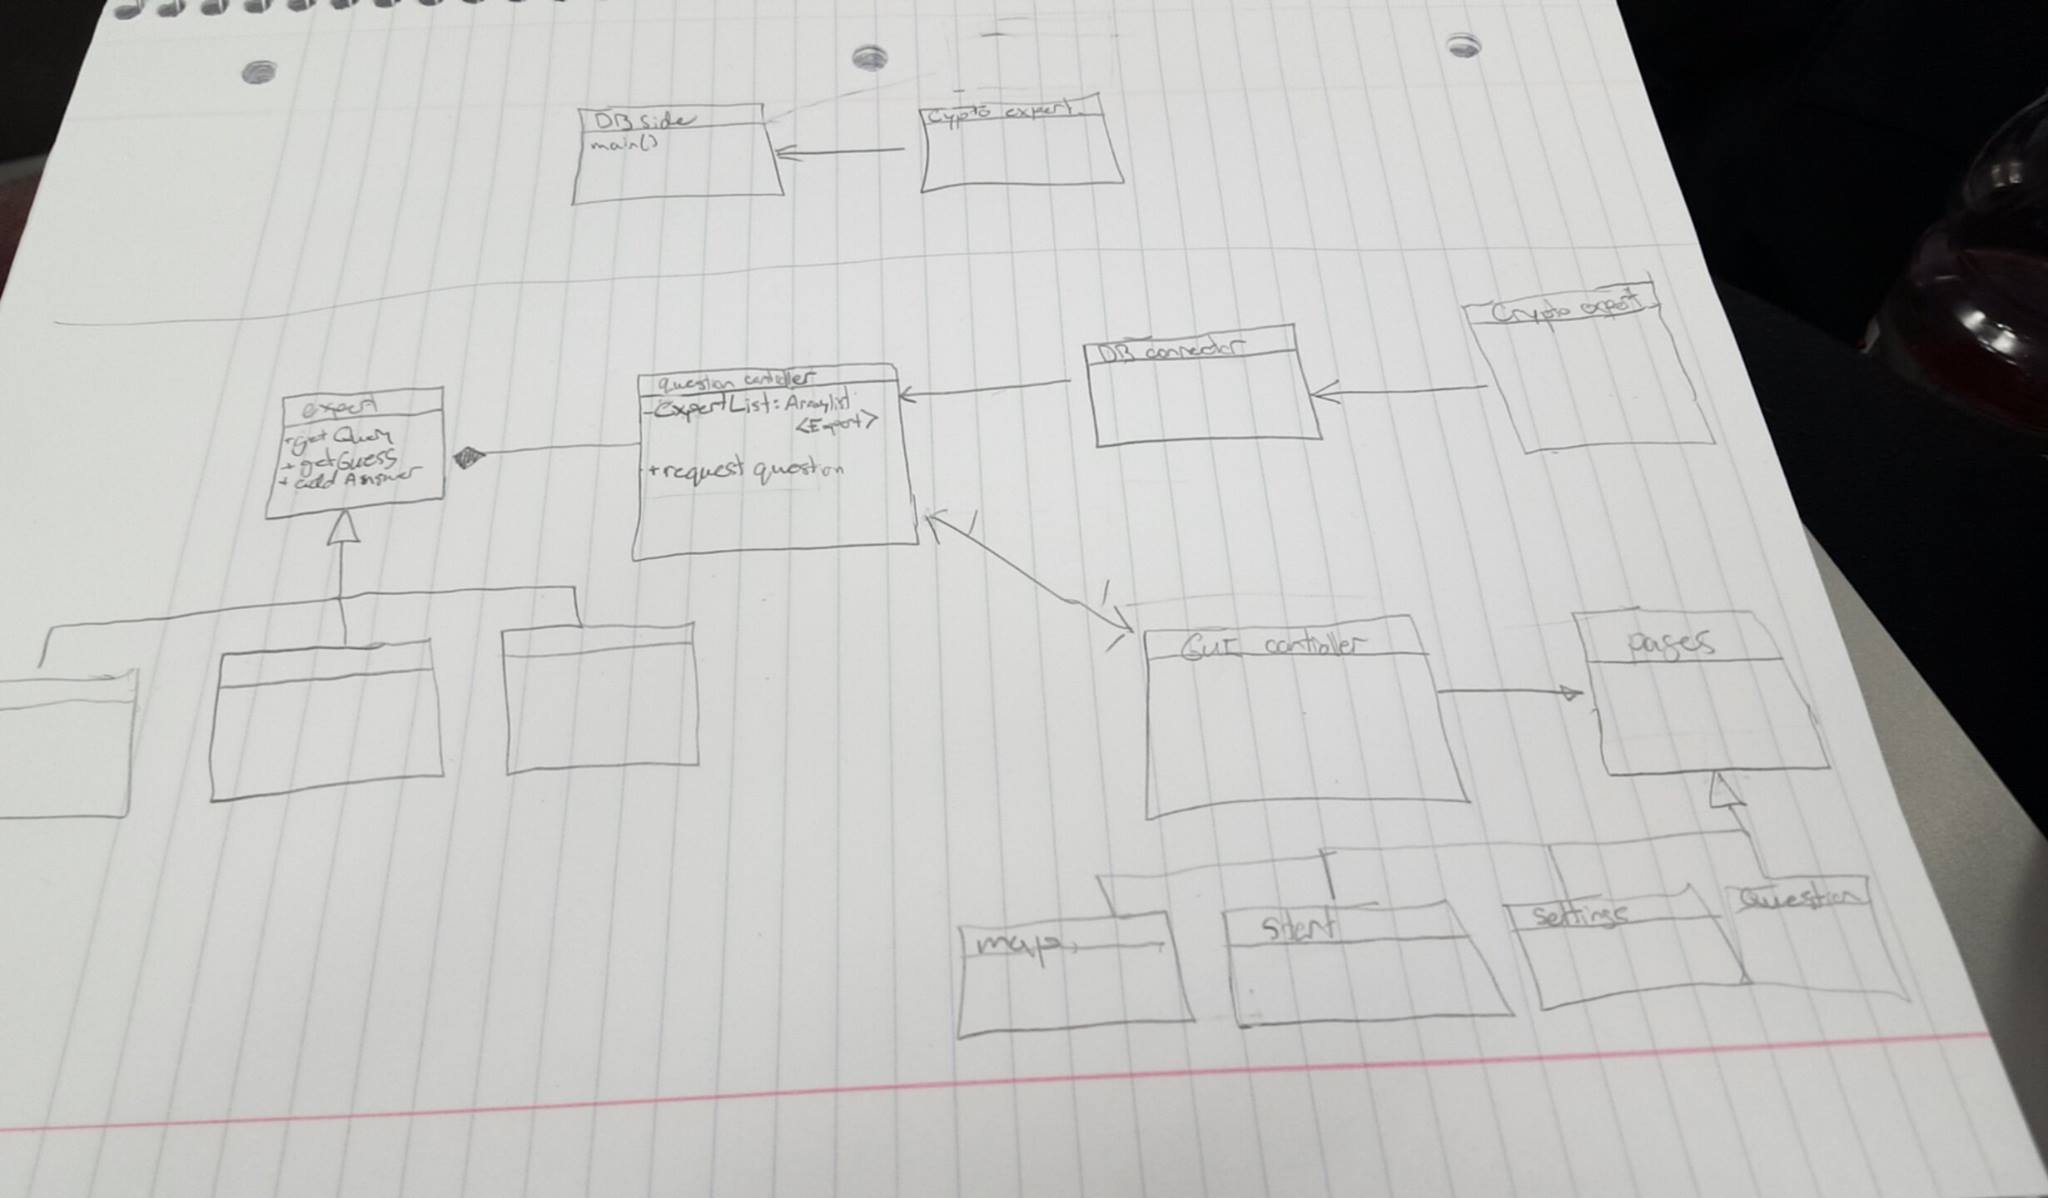 DB side
main()
Cypto expert.
Crypto expert
DB connector
question controller
-ExpertList: Arraylist
<Expert>
+request question
expert
+get Query
+getGuess
+ add Answer
GUI controller
pages
map
Start
settings
Question